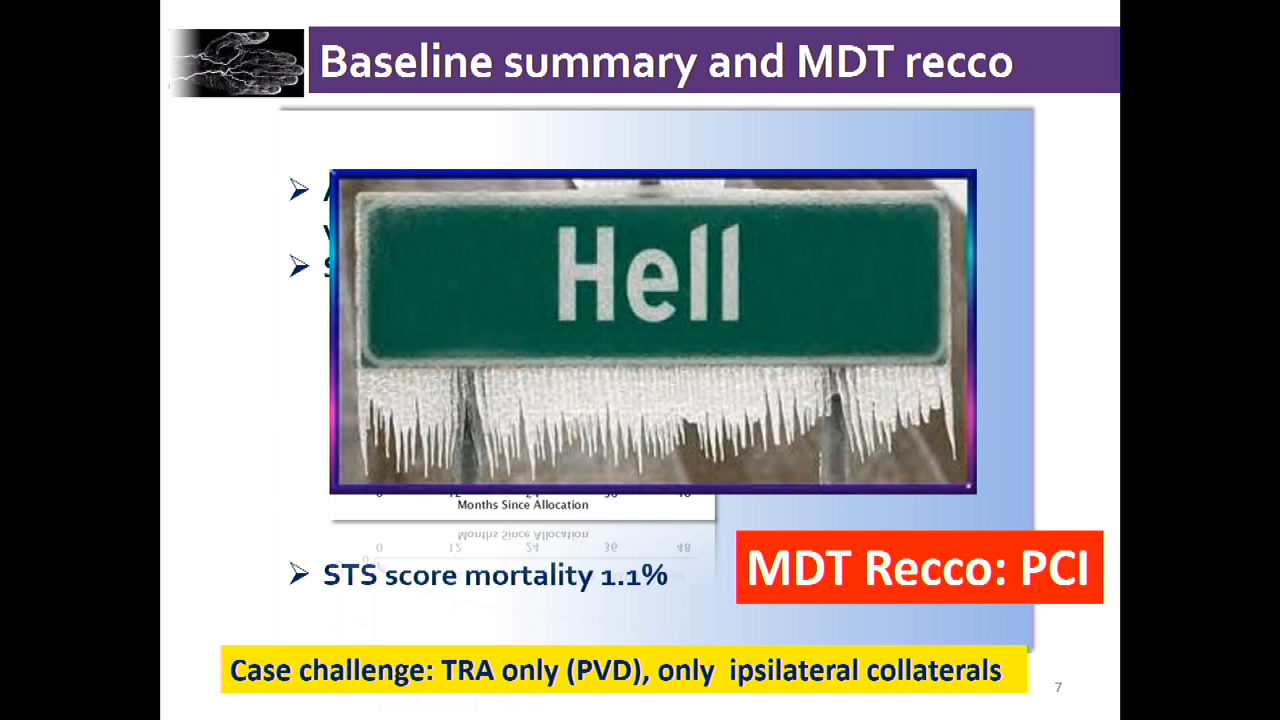 Baseline summary and MDT recco
Hell
Months Since Allocation
STS score mortality 1.1%
MDT Recco: PCI
Case challenge: TRA only (PVD), only ipsilateral collaterals
7